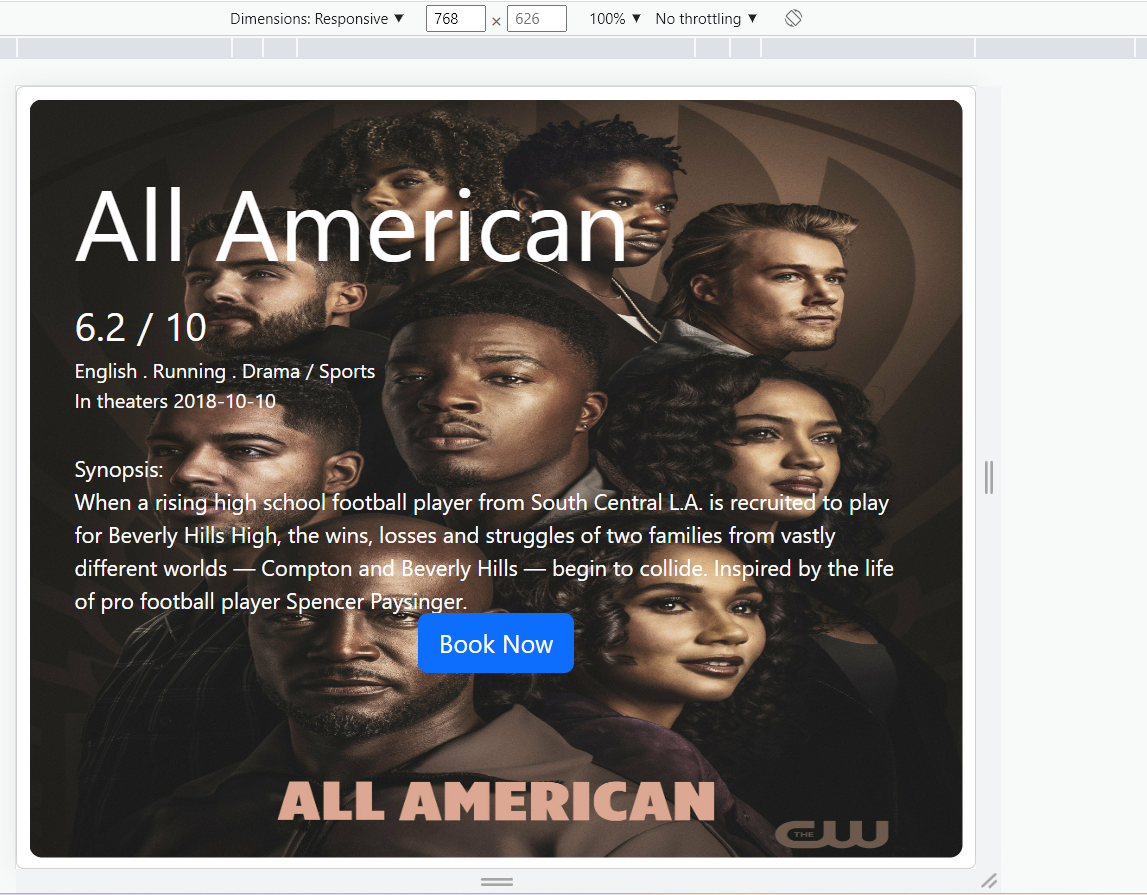 Dimensions: Responsive ▼ 768 × 626 100% ▼ No throttling ▼
All American
6.2 / 10
English . Running . Drama / Sports
In theaters 2018-10-10
Synopsis:
When a rising high school football player from South Central L.A. is recruited to play
for Beverly Hills High, the wins, losses and struggles of two families from vastly
different worlds — Compton and Beverly Hills — begin to collide. Inspired by the life
of pro football player Spencer Paysinger.
Book Now
ALL AMERICAN
THE CW